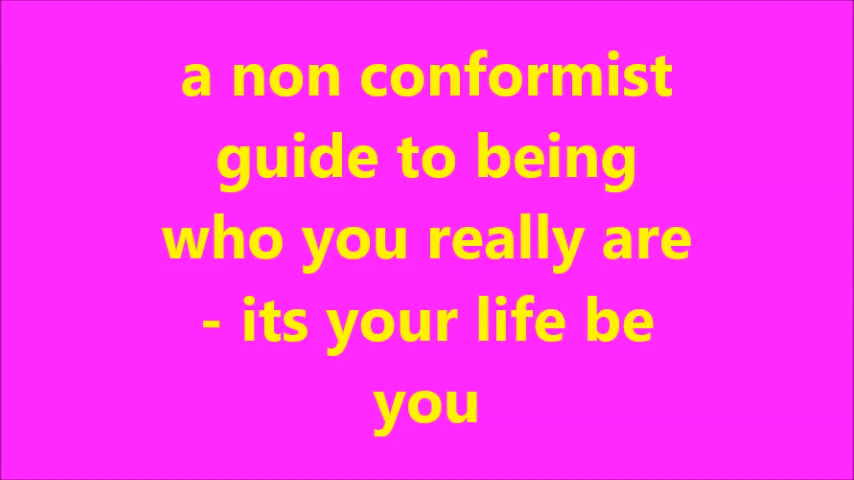 a non conformist
guide to being
who you really are
- its your life be
you